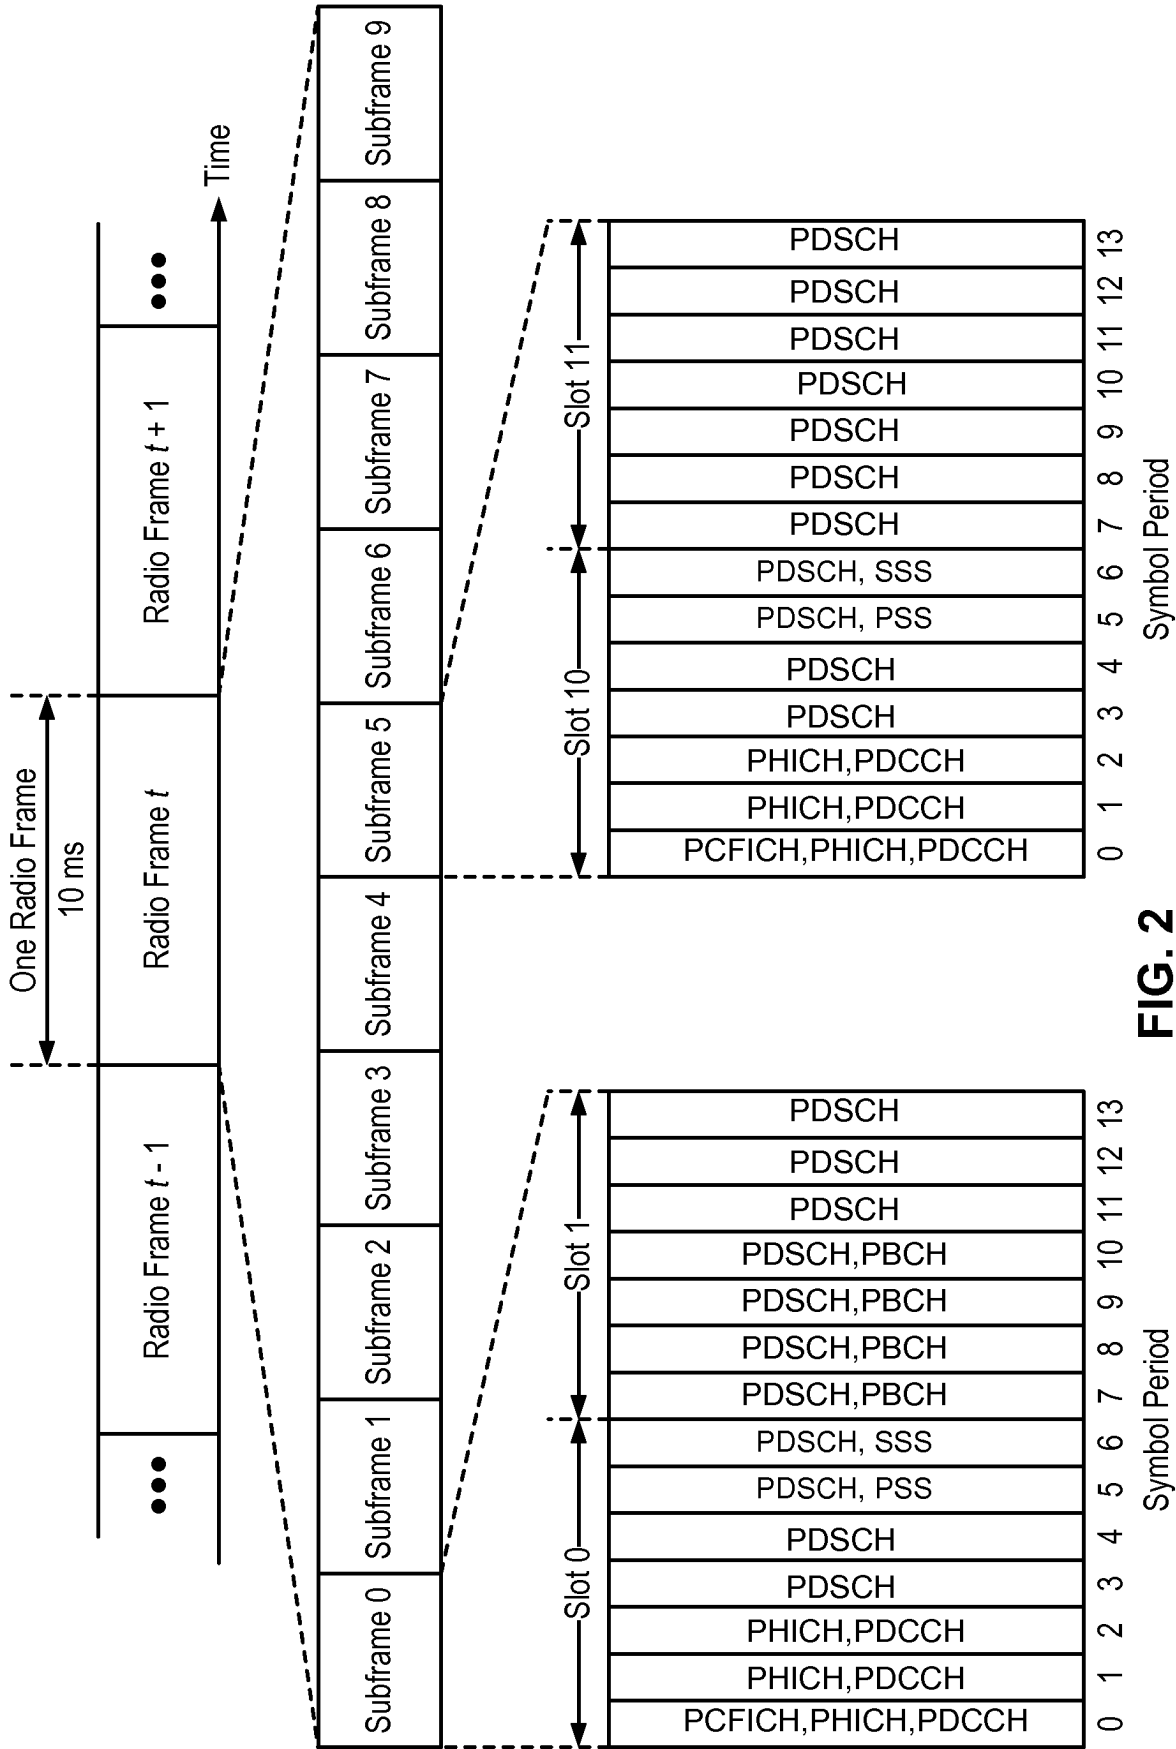 One Radio Frame
10 ms
Radio Frame t - 1
Radio Frame t
Radio Frame t + 1
Time
Subframe 0
Subframe 1
Subframe 2
Subframe 3
Subframe 4
Subframe 5
Subframe 6
Subframe 7
Subframe 8
Subframe 9
Slot 0
Slot 1
PCFICH,PHICH,PDCCH
PHICH,PDCCH
PHICH,PDCCH
PDSCH
PDSCH
PDSCH, PSS
PDSCH, SSS
PDSCH,PBCH
PDSCH,PBCH
PDSCH,PBCH
PDSCH,PBCH
PDSCH
PDSCH
PDSCH
0 1 2 3 4 5 6 7 8 9 10 11 12 13
Symbol Period
Slot 10
Slot 11
PCFICH,PHICH,PDCCH
PHICH,PDCCH
PHICH,PDCCH
PDSCH
PDSCH
PDSCH, PSS
PDSCH, SSS
PDSCH
PDSCH
PDSCH
PDSCH
PDSCH
PDSCH
PDSCH
0 1 2 3 4 5 6 7 8 9 10 11 12 13
Symbol Period
FIG. 2